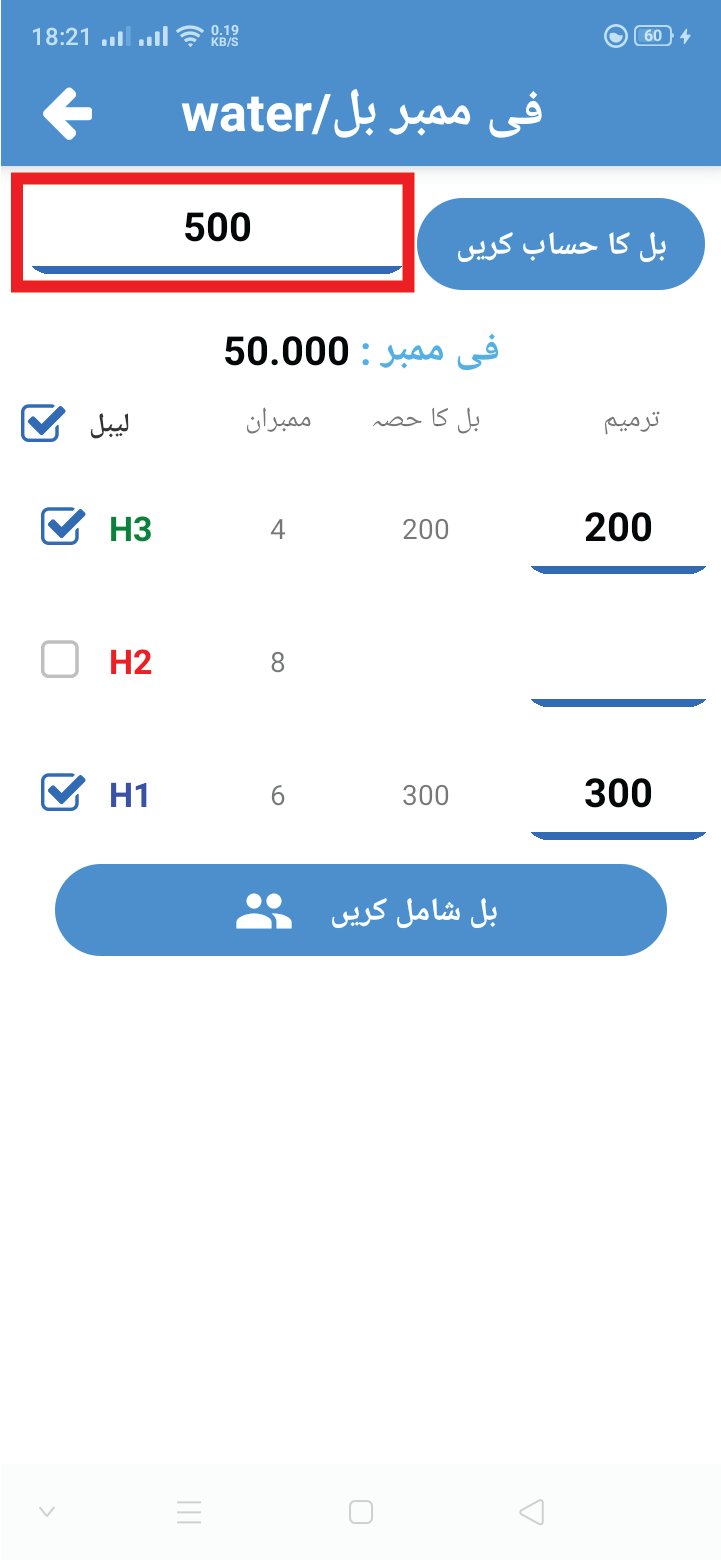 18:21 0.19 KB/S 60
فی ممبر بل/water
500
بل کا حساب کریں
فی ممبر : 50.000
لیبل ممبران بل کا حصہ ترمیم
H3 4 200 200
H2 8
H1 6 300 300
بل شامل کریں